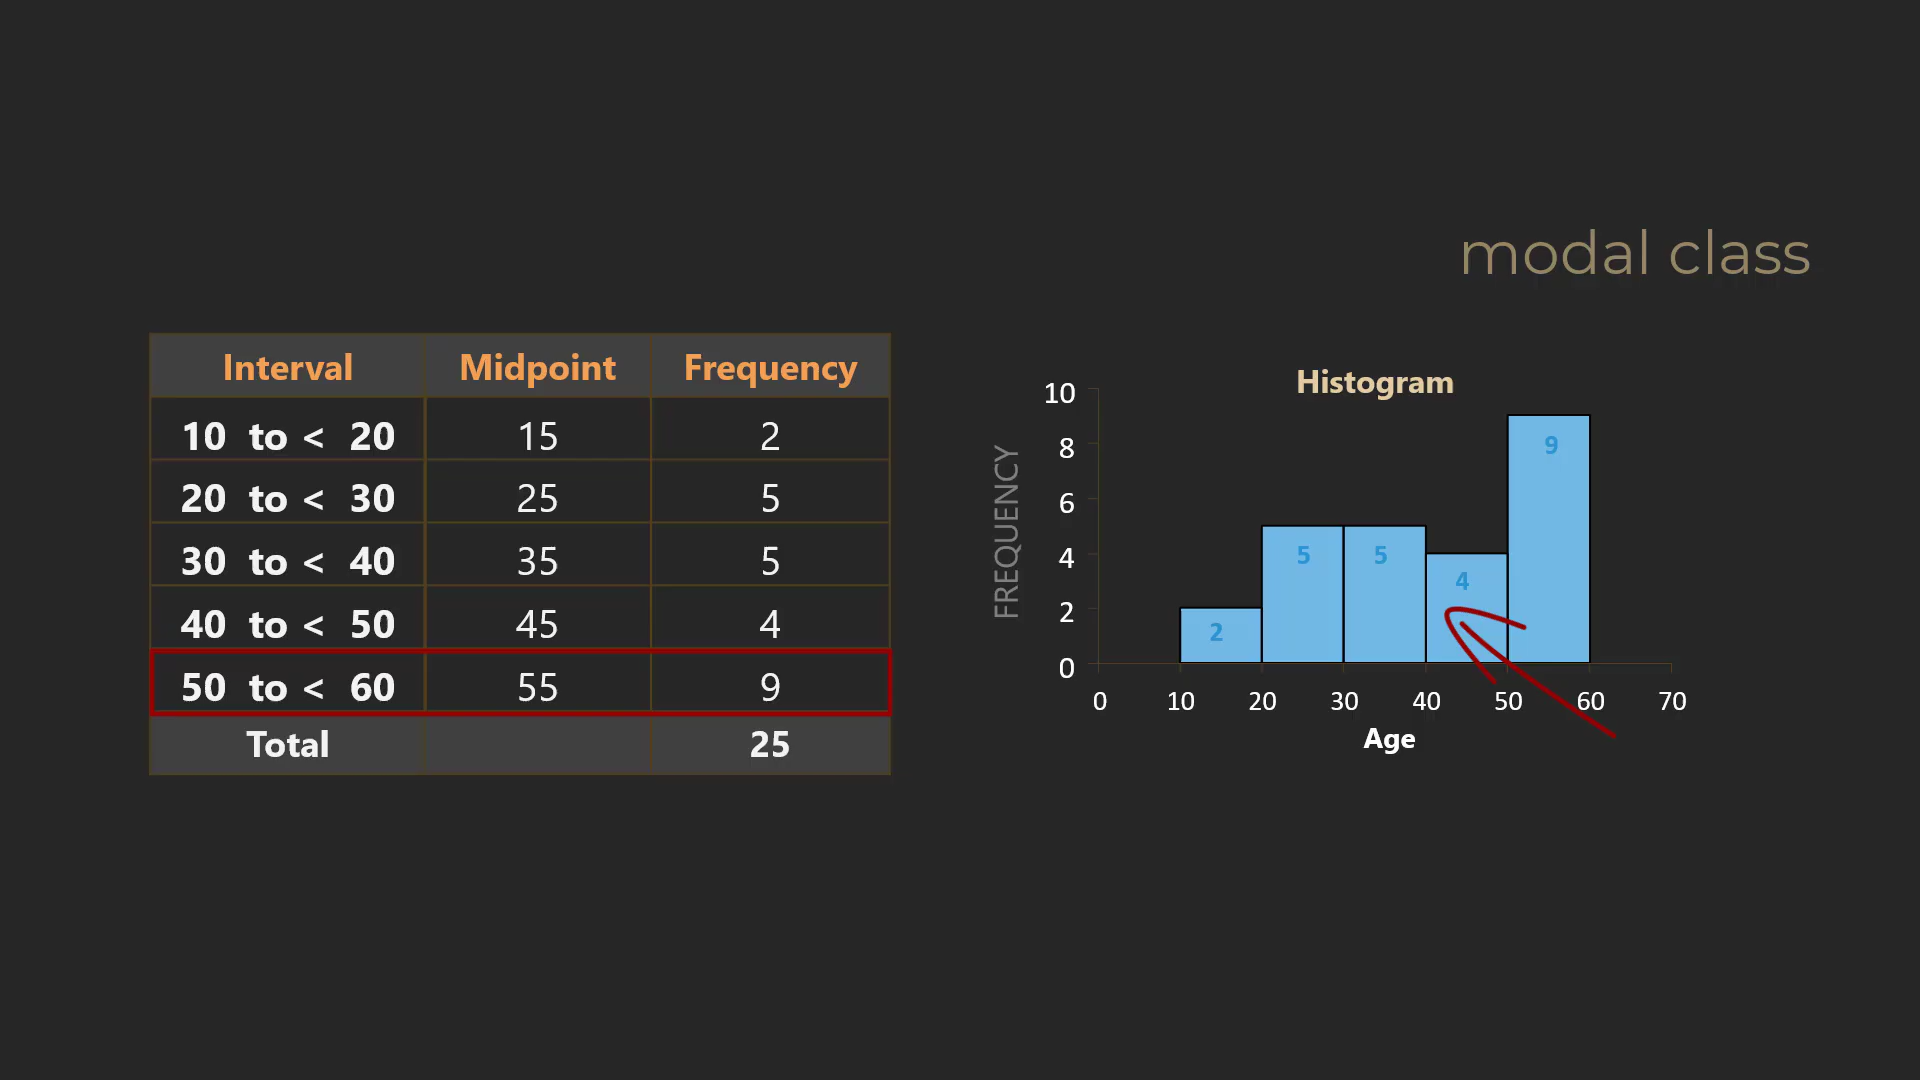 modal class
Interval Midpoint Frequency
10 to < 20 15 2
20 to < 30 25 5
30 to < 40 35 5
40 to < 50 45 4
50 to < 60 55 9
Total 25
Histogram
FREQUENCY
10
8
6
4
2
0
2
5
5
4
9
0 10 20 30 40 50 60 70
Age